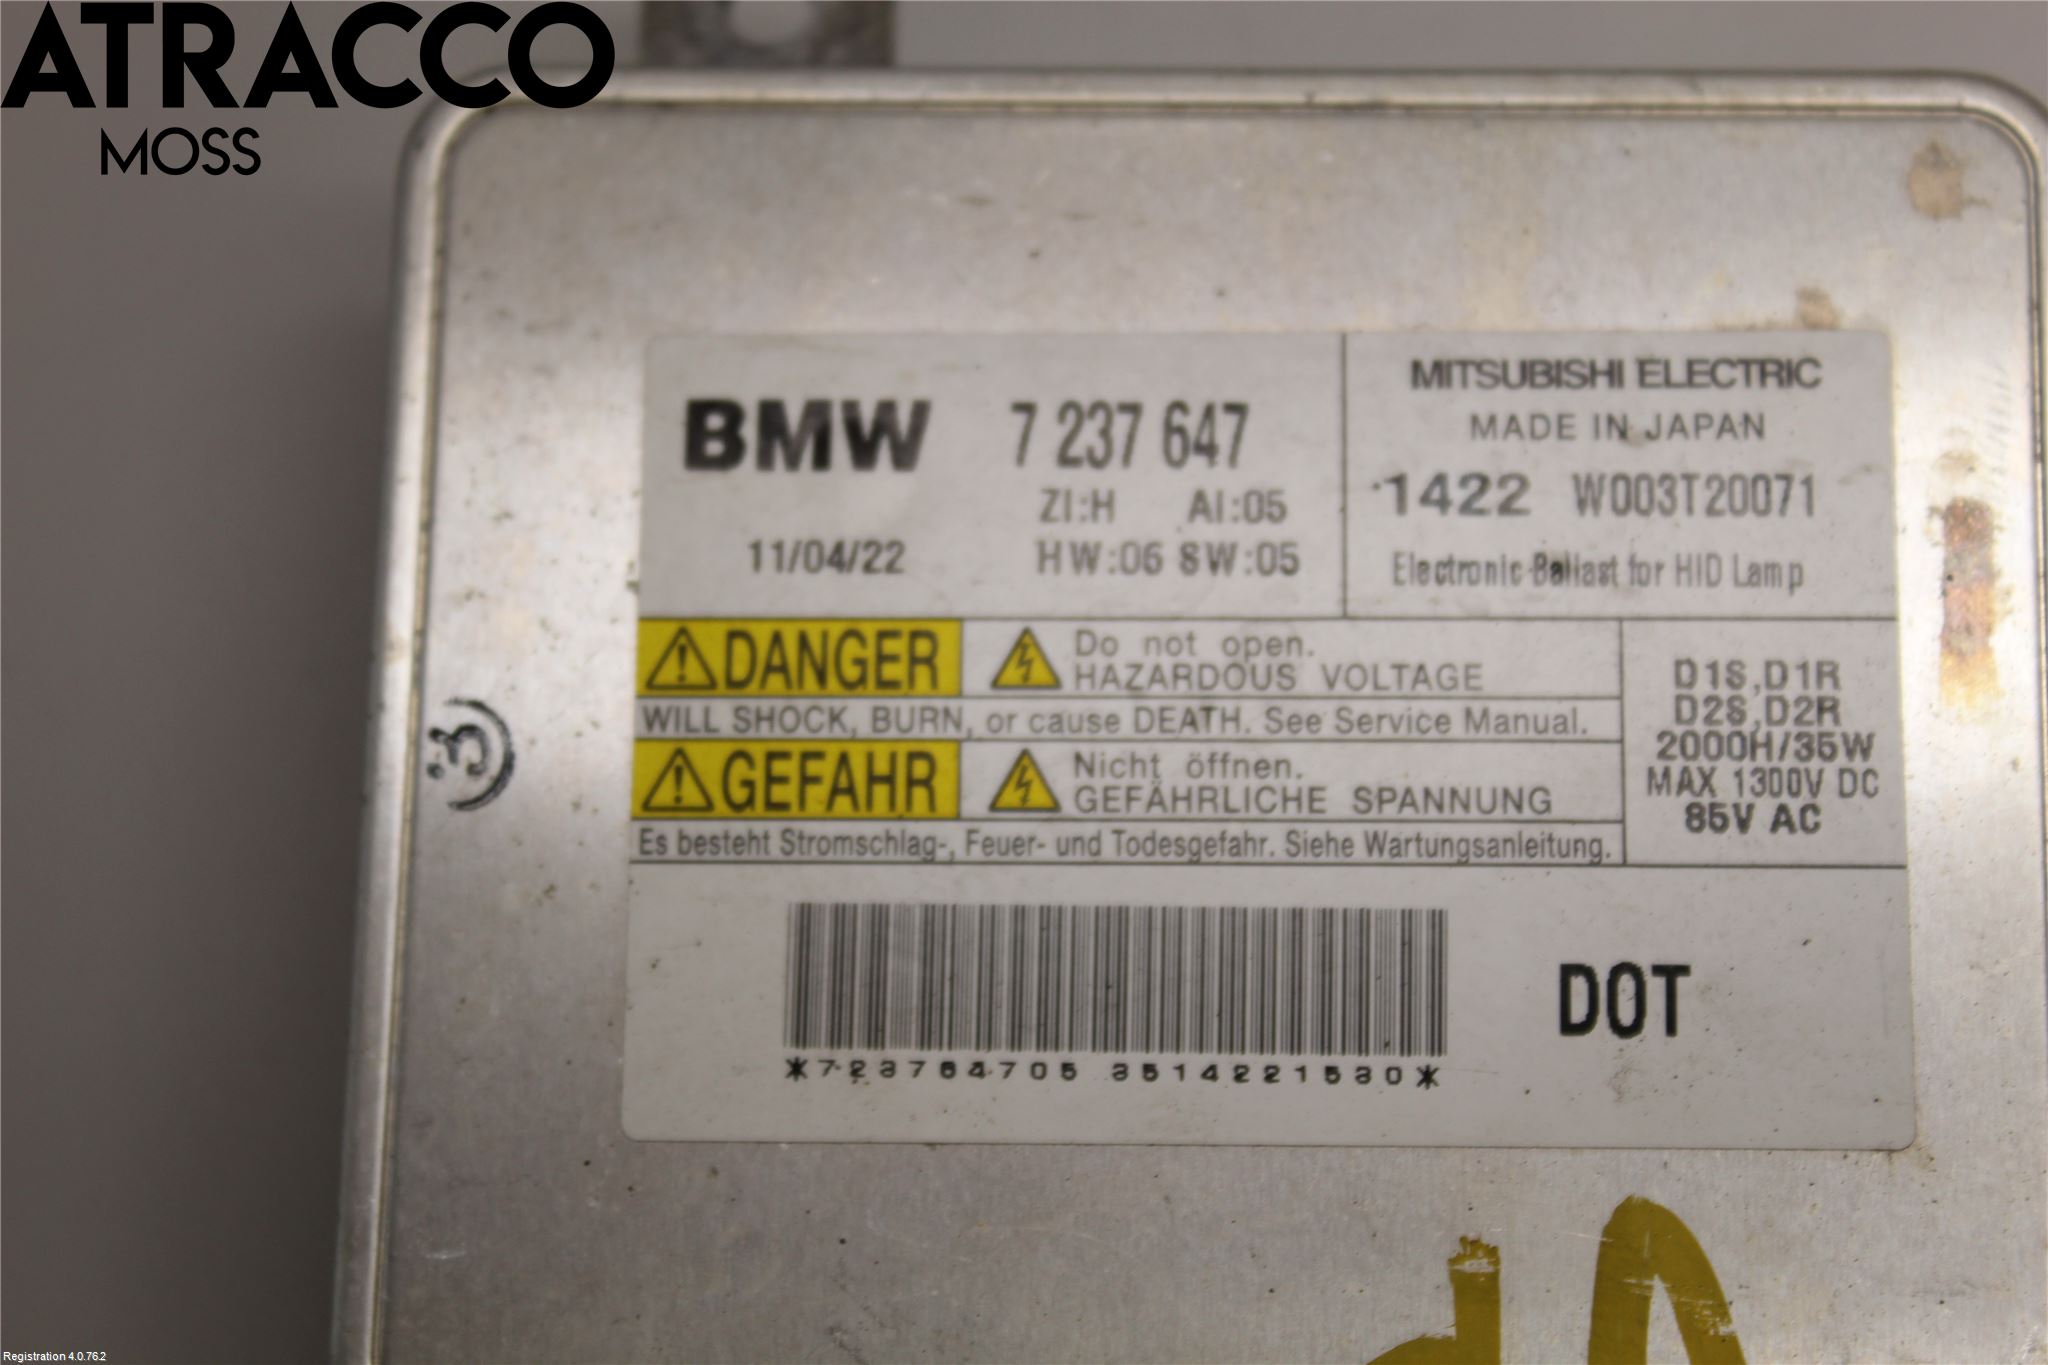 ATRACCO
MOSS
BMW 7 237 647
ZI:H AI:05
11/04/22 HW:06 SW:05
MITSUBISHI ELECTRIC
MADE IN JAPAN
1422 W003T20071
Electronic Ballast for HID Lamp
DANGER Do not open.
HAZARDOUS VOLTAGE
WILL SHOCK, BURN, or cause DEATH. See Service Manual.
GEFAHR Nicht öffnen.
GEFÄHRLICHE SPANNUNG
Es besteht Stromschlag-, Feuer- und Todesgefahr. Siehe Wartungsanleitung.
D1S,D1R
D2S,D2R
2000H/35W
MAX 1300V DC
85V AC
*723764705 3514221530*
DOT
Registration 4.0.76.2